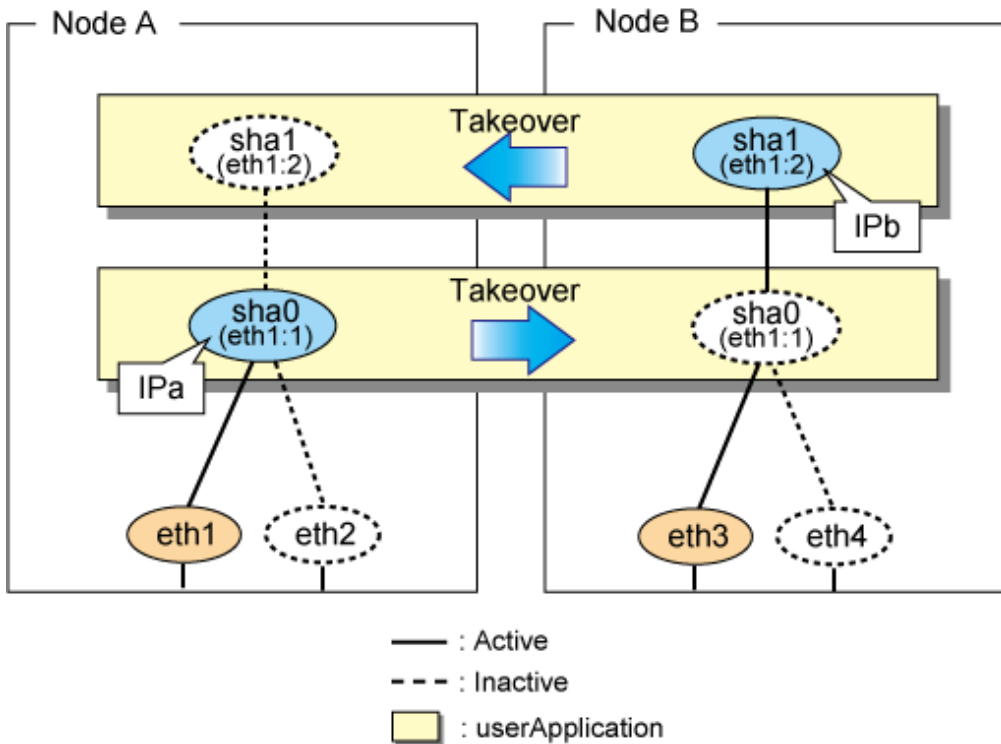 Node A
Node B
Takeover
sha1
(eth1:2)
sha1
(eth1:2)
IPb
Takeover
sha0
(eth1:1)
sha0
(eth1:1)
IPa
eth1
eth2
eth3
eth4
: Active
: Inactive
: userApplication